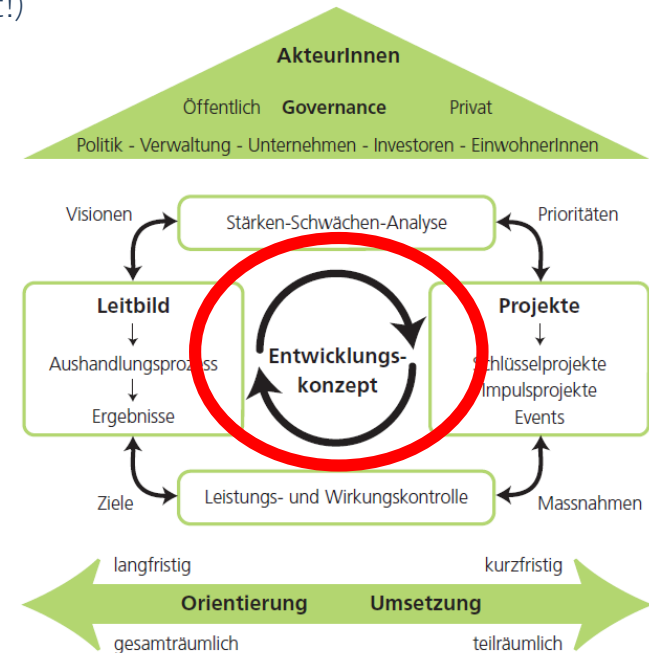 !)
AkteurInnen
Öffentlich Governance Privat
Politik - Verwaltung - Unternehmen - Investoren - EinwohnerInnen
Visionen
Stärken-Schwächen-Analyse
Prioritäten
Leitbild
Aushandlungsprozess
Ergebnisse
Entwicklungs-
konzept
Projekte
Schlüsselprojekte
Impulsprojekte
Events
Ziele
Leistungs- und Wirkungskontrolle
Massnahmen
langfristig
kurzfristig
Orientierung Umsetzung
gesamträumlich
teilräumlich